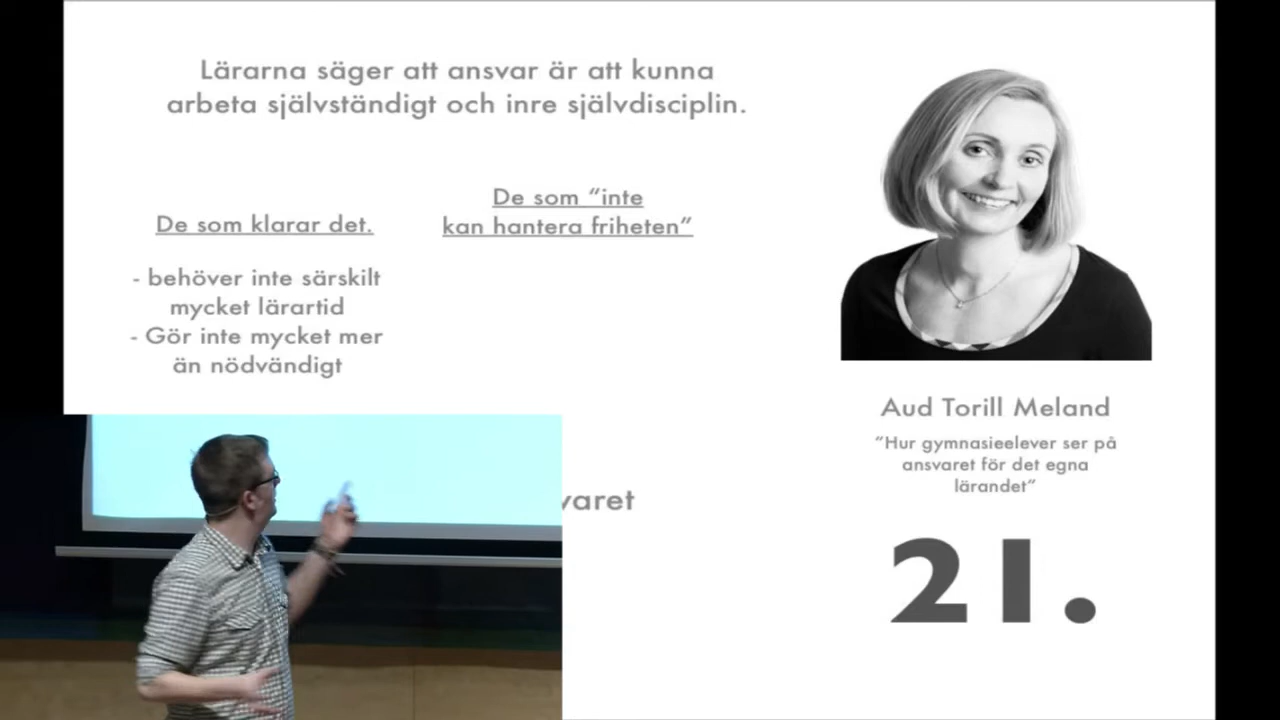 Lärarna säger att ansvar är att kunna
arbeta självständigt och inre självdisciplin.
De som klarar det.
- behöver inte särskilt
mycket lärartid
- Gör inte mycket mer
än nödvändigt
De som “inte
kan hantera friheten”
Aud Torill Meland
“Hur gymnasieelever ser på
ansvaret för det egna
lärandet”
21.